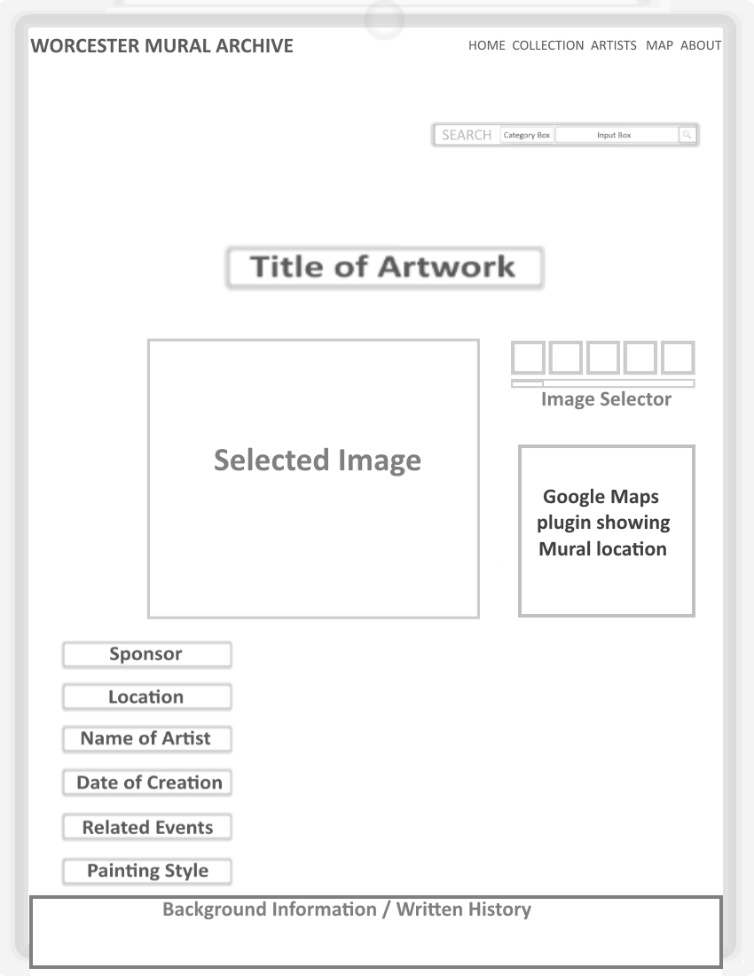 WORCESTER MURAL ARCHIVE
HOME COLLECTION ARTISTS MAP ABOUT
SEARCH Category Box Input Box
Title of Artwork
Selected Image
Image Selector
Google Maps
plugin showing
Mural location
Sponsor
Location
Name of Artist
Date of Creation
Related Events
Painting Style
Background Information / Written History